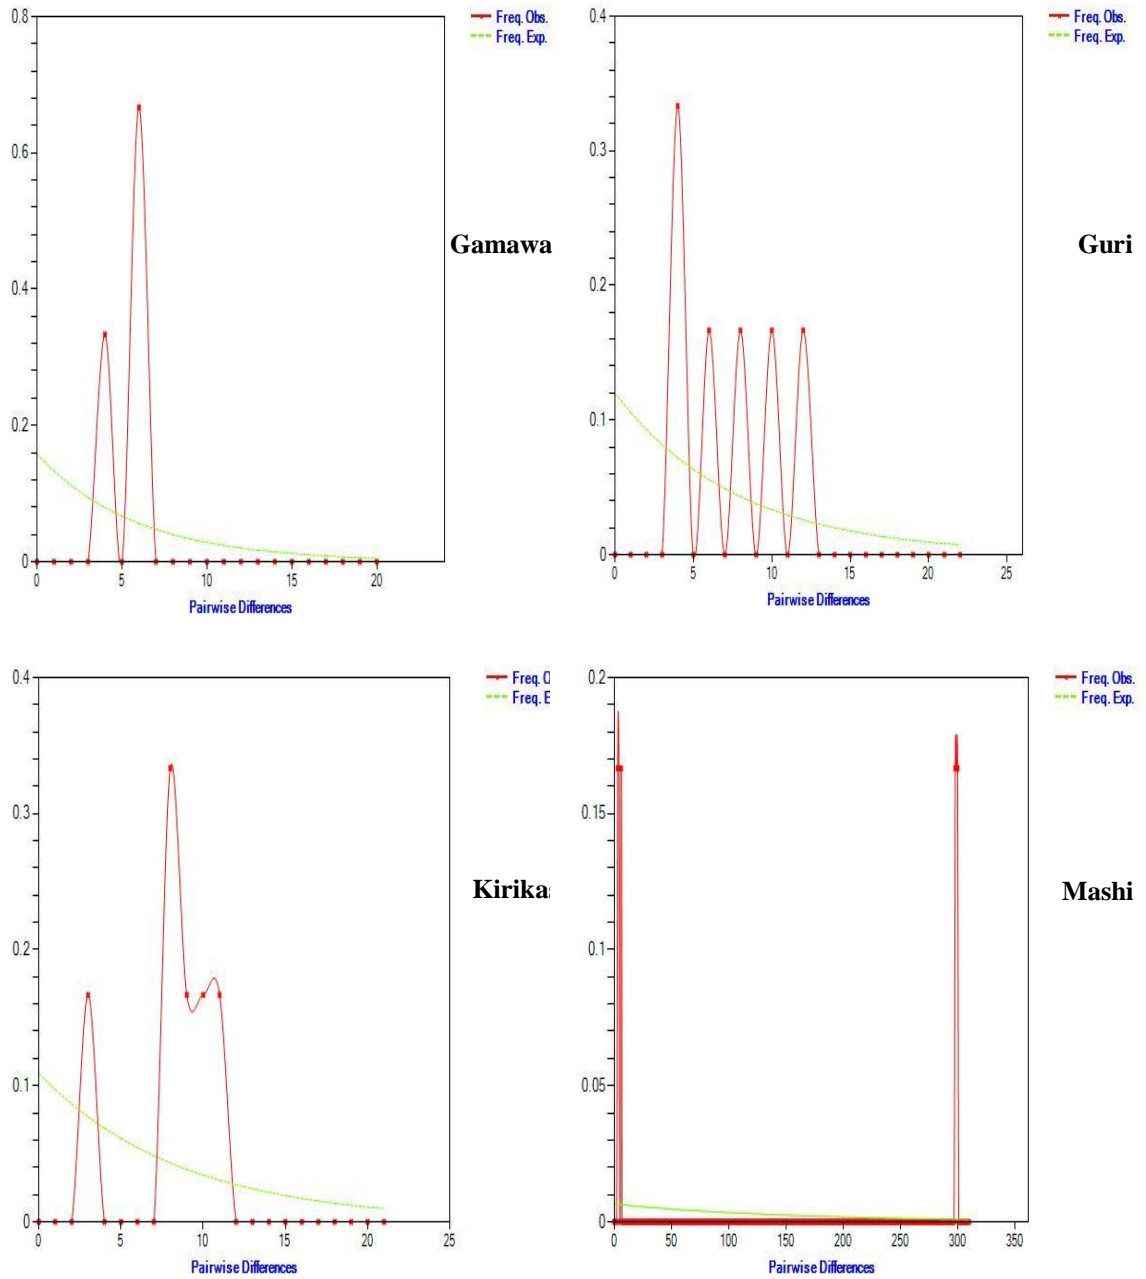 0.8
0.6
0.4
0.2
0
0 5 10 15 20
Pairwise Differences
Freq. Obs.
Freq. Exp.
Gamawa
0.4
0.3
0.2
0.1
0
0 5 10 15 20 25
Pairwise Differences
Freq. Obs.
Freq. Exp.
Guri
0.4
0.3
0.2
0.1
0
0 5 10 15 20 25
Pairwise Differences
Freq. O
Freq. E
Kirikas
0.2
0.15
0.1
0.05
0
0 50 100 150 200 250 300 350
Pairwise Differences
Freq. Obs.
Freq. Exp.
Mashi